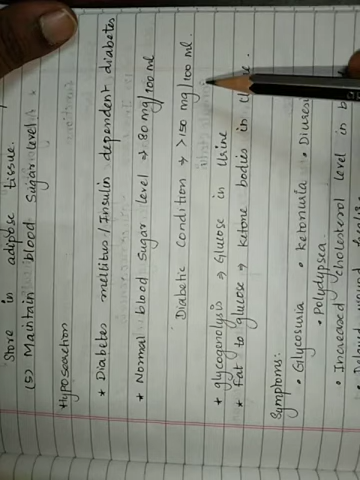 Store in adipose tissue.
(5) Maintain blood sugar level
Hyposecretion
* Diabetes mellitus/Insulin dependent diabetes
* Normal blood sugar level → 80 mg/100 ml
Diabetic Condition → >150 mg/100 ml.
* glycogenolysis → Glucose in Urine
* Fat to glucose → ketone bodies in
Symptoms:
• Glycosuria • Ketonuria •
• Polydypsea.
• Increased cholesterol level in